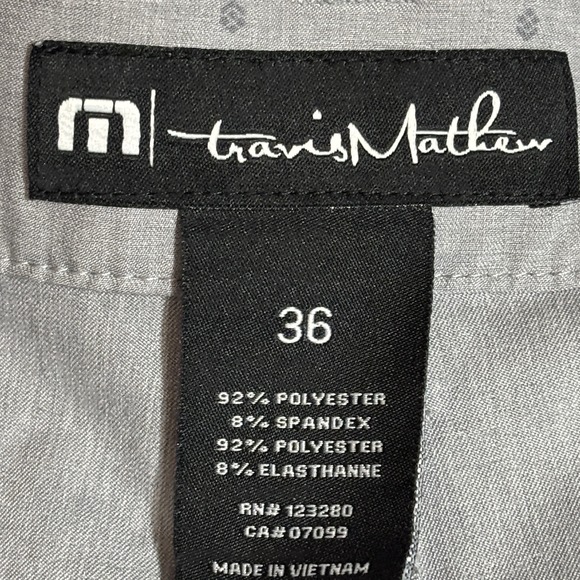 travisMathew
36
92% POLYESTER
8% SPANDEX
92% POLYESTER
8% ELASTHANNE
RN# 123280
CA# 07099
MADE IN VIETNAM